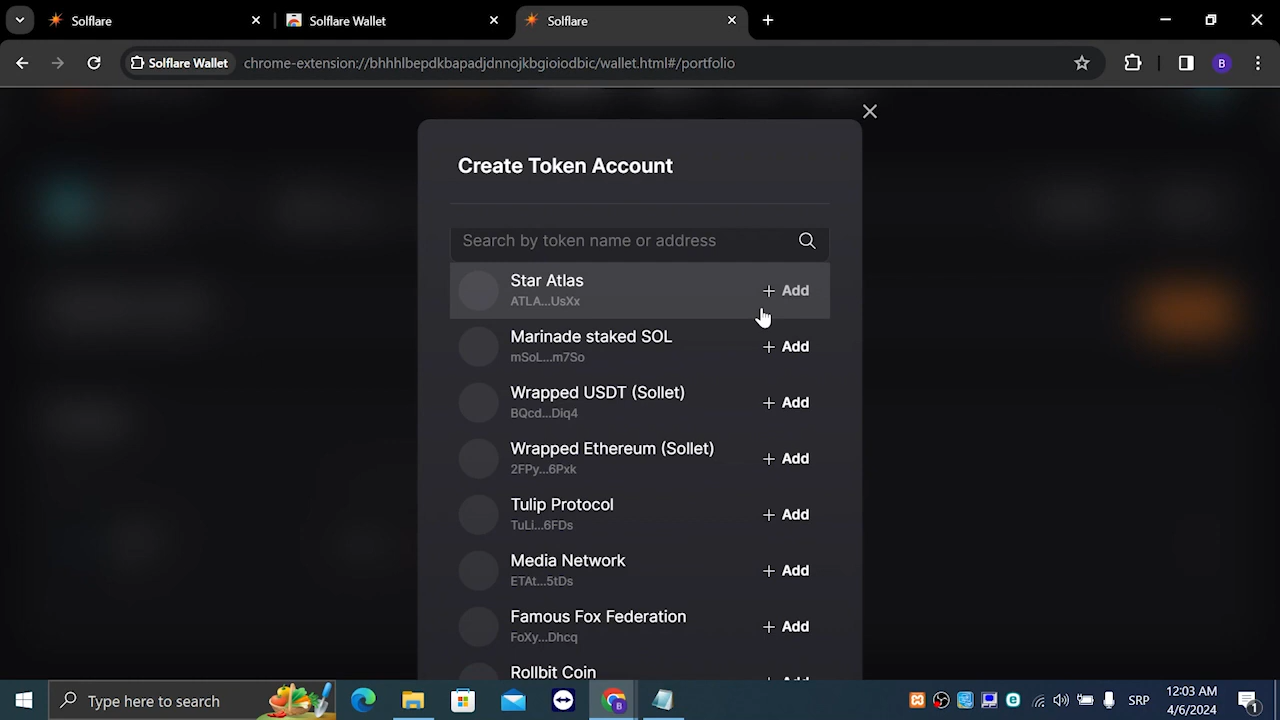 Solflare
Solflare Wallet
Solflare
Solflare Wallet
chrome-extension://bhhhlbepdkbapadjdnnojkbgioiodbic/wallet.html#/portfolio
B
Create Token Account
Search by token name or address
Star Atlas
ATLA...UsXx
+ Add
Marinade staked SOL
mSoL...m7So
+ Add
Wrapped USDT (Sollet)
BQcd...Diq4
+ Add
Wrapped Ethereum (Sollet)
2FPy...6Pxk
+ Add
Tulip Protocol
TuLi...6FDs
+ Add
Media Network
ETAt...5tDs
+ Add
Famous Fox Federation
FoXy...Dhcq
+ Add
Rollbit Coin
+ Add
Type here to search
B
SRP
12:03 AM
4/6/2024
1